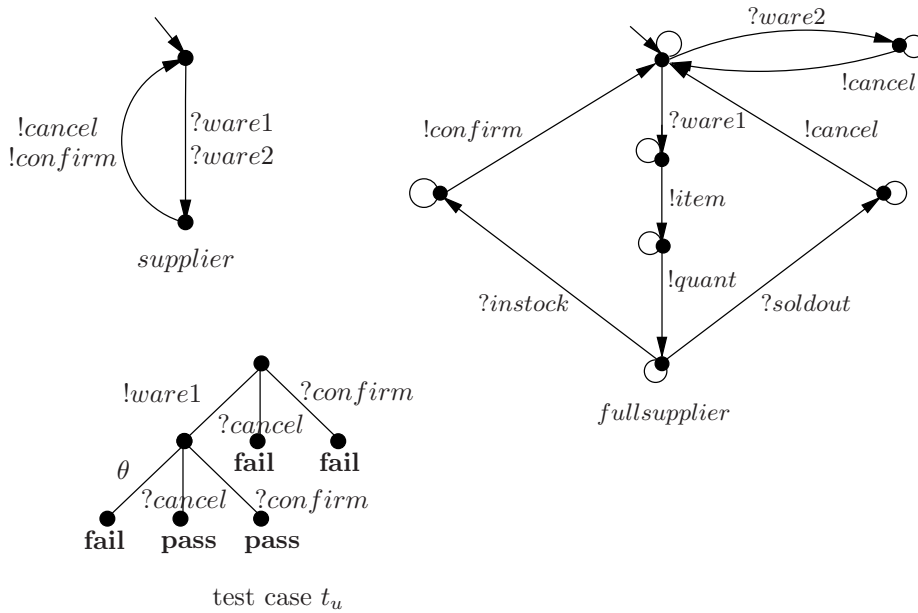 !cancel
!confirm
?ware1
?ware2
supplier
?ware2
!cancel
!confirm
?ware1
!cancel
!item
!quant
?instock
?soldout
fullsupplier
!ware1
?cancel
?confirm
fail
fail
θ
?cancel
?confirm
fail
pass
pass
test case t_u